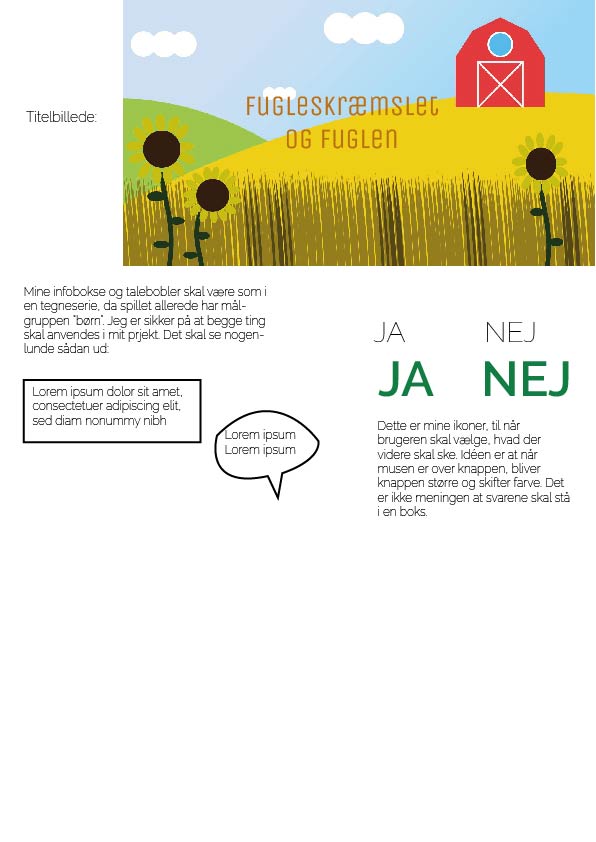 Titelbillede:
Fugleskræmslet
og fuglen
Mine infobokse og talebobler skal være som i
en tegneserie, da spillet allerede har mål-
gruppen "børn". Jeg er sikker på at begge ting
skal anvendes i mit prjekt. Det skal se nogen-
lunde sådan ud:
Lorem ipsum dolor sit amet,
consectetuer adipiscing elit,
sed diam nonummy nibh
Lorem ipsum
Lorem ipsum
JA NEJ
JA NEJ
Dette er mine ikoner, til når
brugeren skal vælge, hvad der
videre skal ske. Idéen er at når
musen er over knappen, bliver
knappen større og skifter farve. Det
er ikke meningen at svarene skal stå
i en boks.